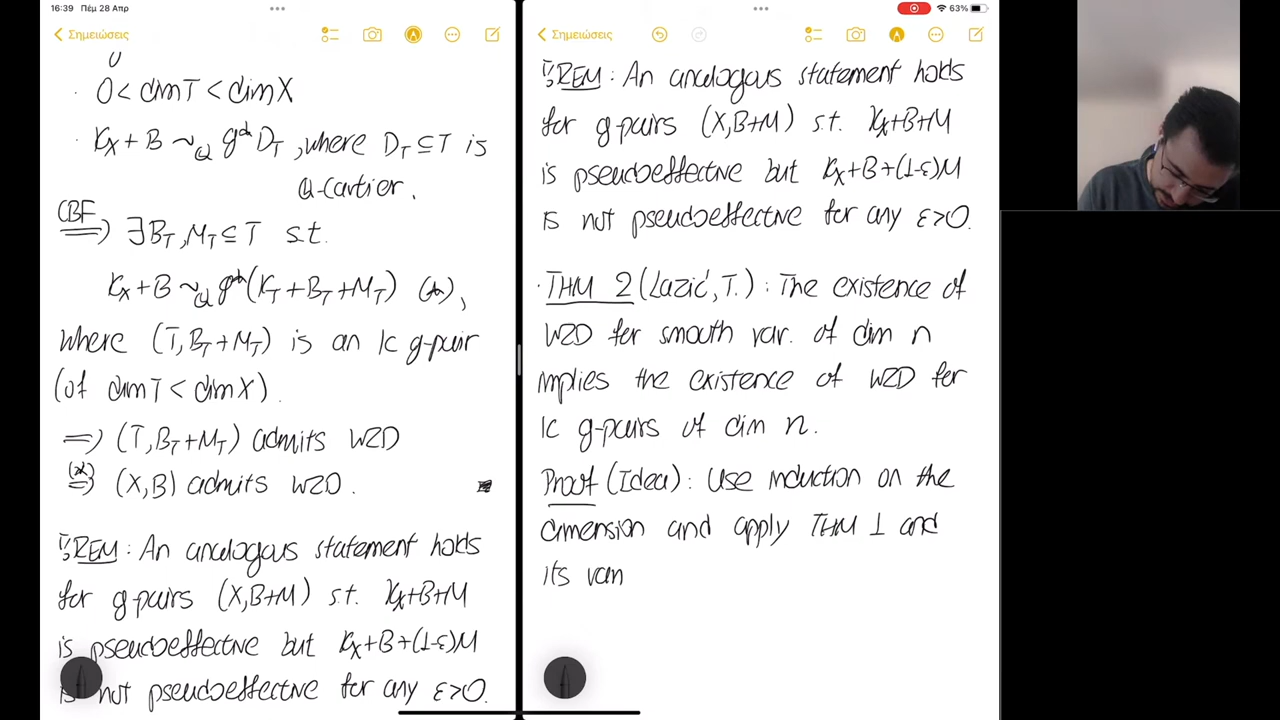 16:39 Πέμ 28 Απρ
63%
Σημειώσεις
0 < dim T < dim X
K_X + B ~_Q g^* D_T, where D_T ⊆ T is
Q-Cartier.
CBF ⟹ ∃ B_T, M_T ⊆ T s.t.
K_X + B ~_Q g^*(K_T + B_T + M_T) (*),
where (T, B_T + M_T) is an lc g-pair
(of dim T < dim X).
⟹ (T, B_T + M_T) admits WZD
(*) ⟹ (X, B) admits WZD.
REM: An analogous statement holds
for g-pairs (X, B+M) s.t. K_X+B+M
is pseudoeffective but K_X+B+(1-ε)M
is not pseudoeffective for any ε>0.
Σημειώσεις
REM: An analogous statement holds
for g-pairs (X, B+M) s.t. K_X+B+M
is pseudoeffective but K_X+B+(1-ε)M
is not pseudoeffective for any ε>0.
· THM 2 (Lazić, T.): The existence of
WZD for smooth var. of dim n
implies the existence of WZD for
lc g-pairs of dim n.
Proof (Idea): Use induction on the
dimension and apply THM 1 and
its van